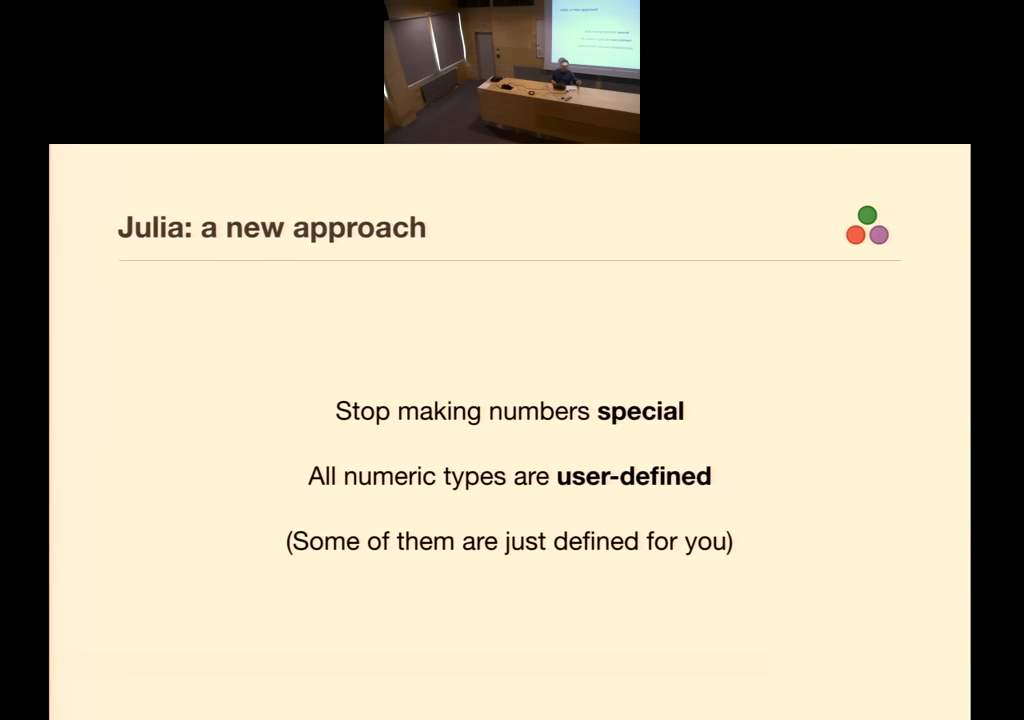 Julia: a new approach
Stop making numbers special
All numeric types are user-defined
(Some of them are just defined for you)